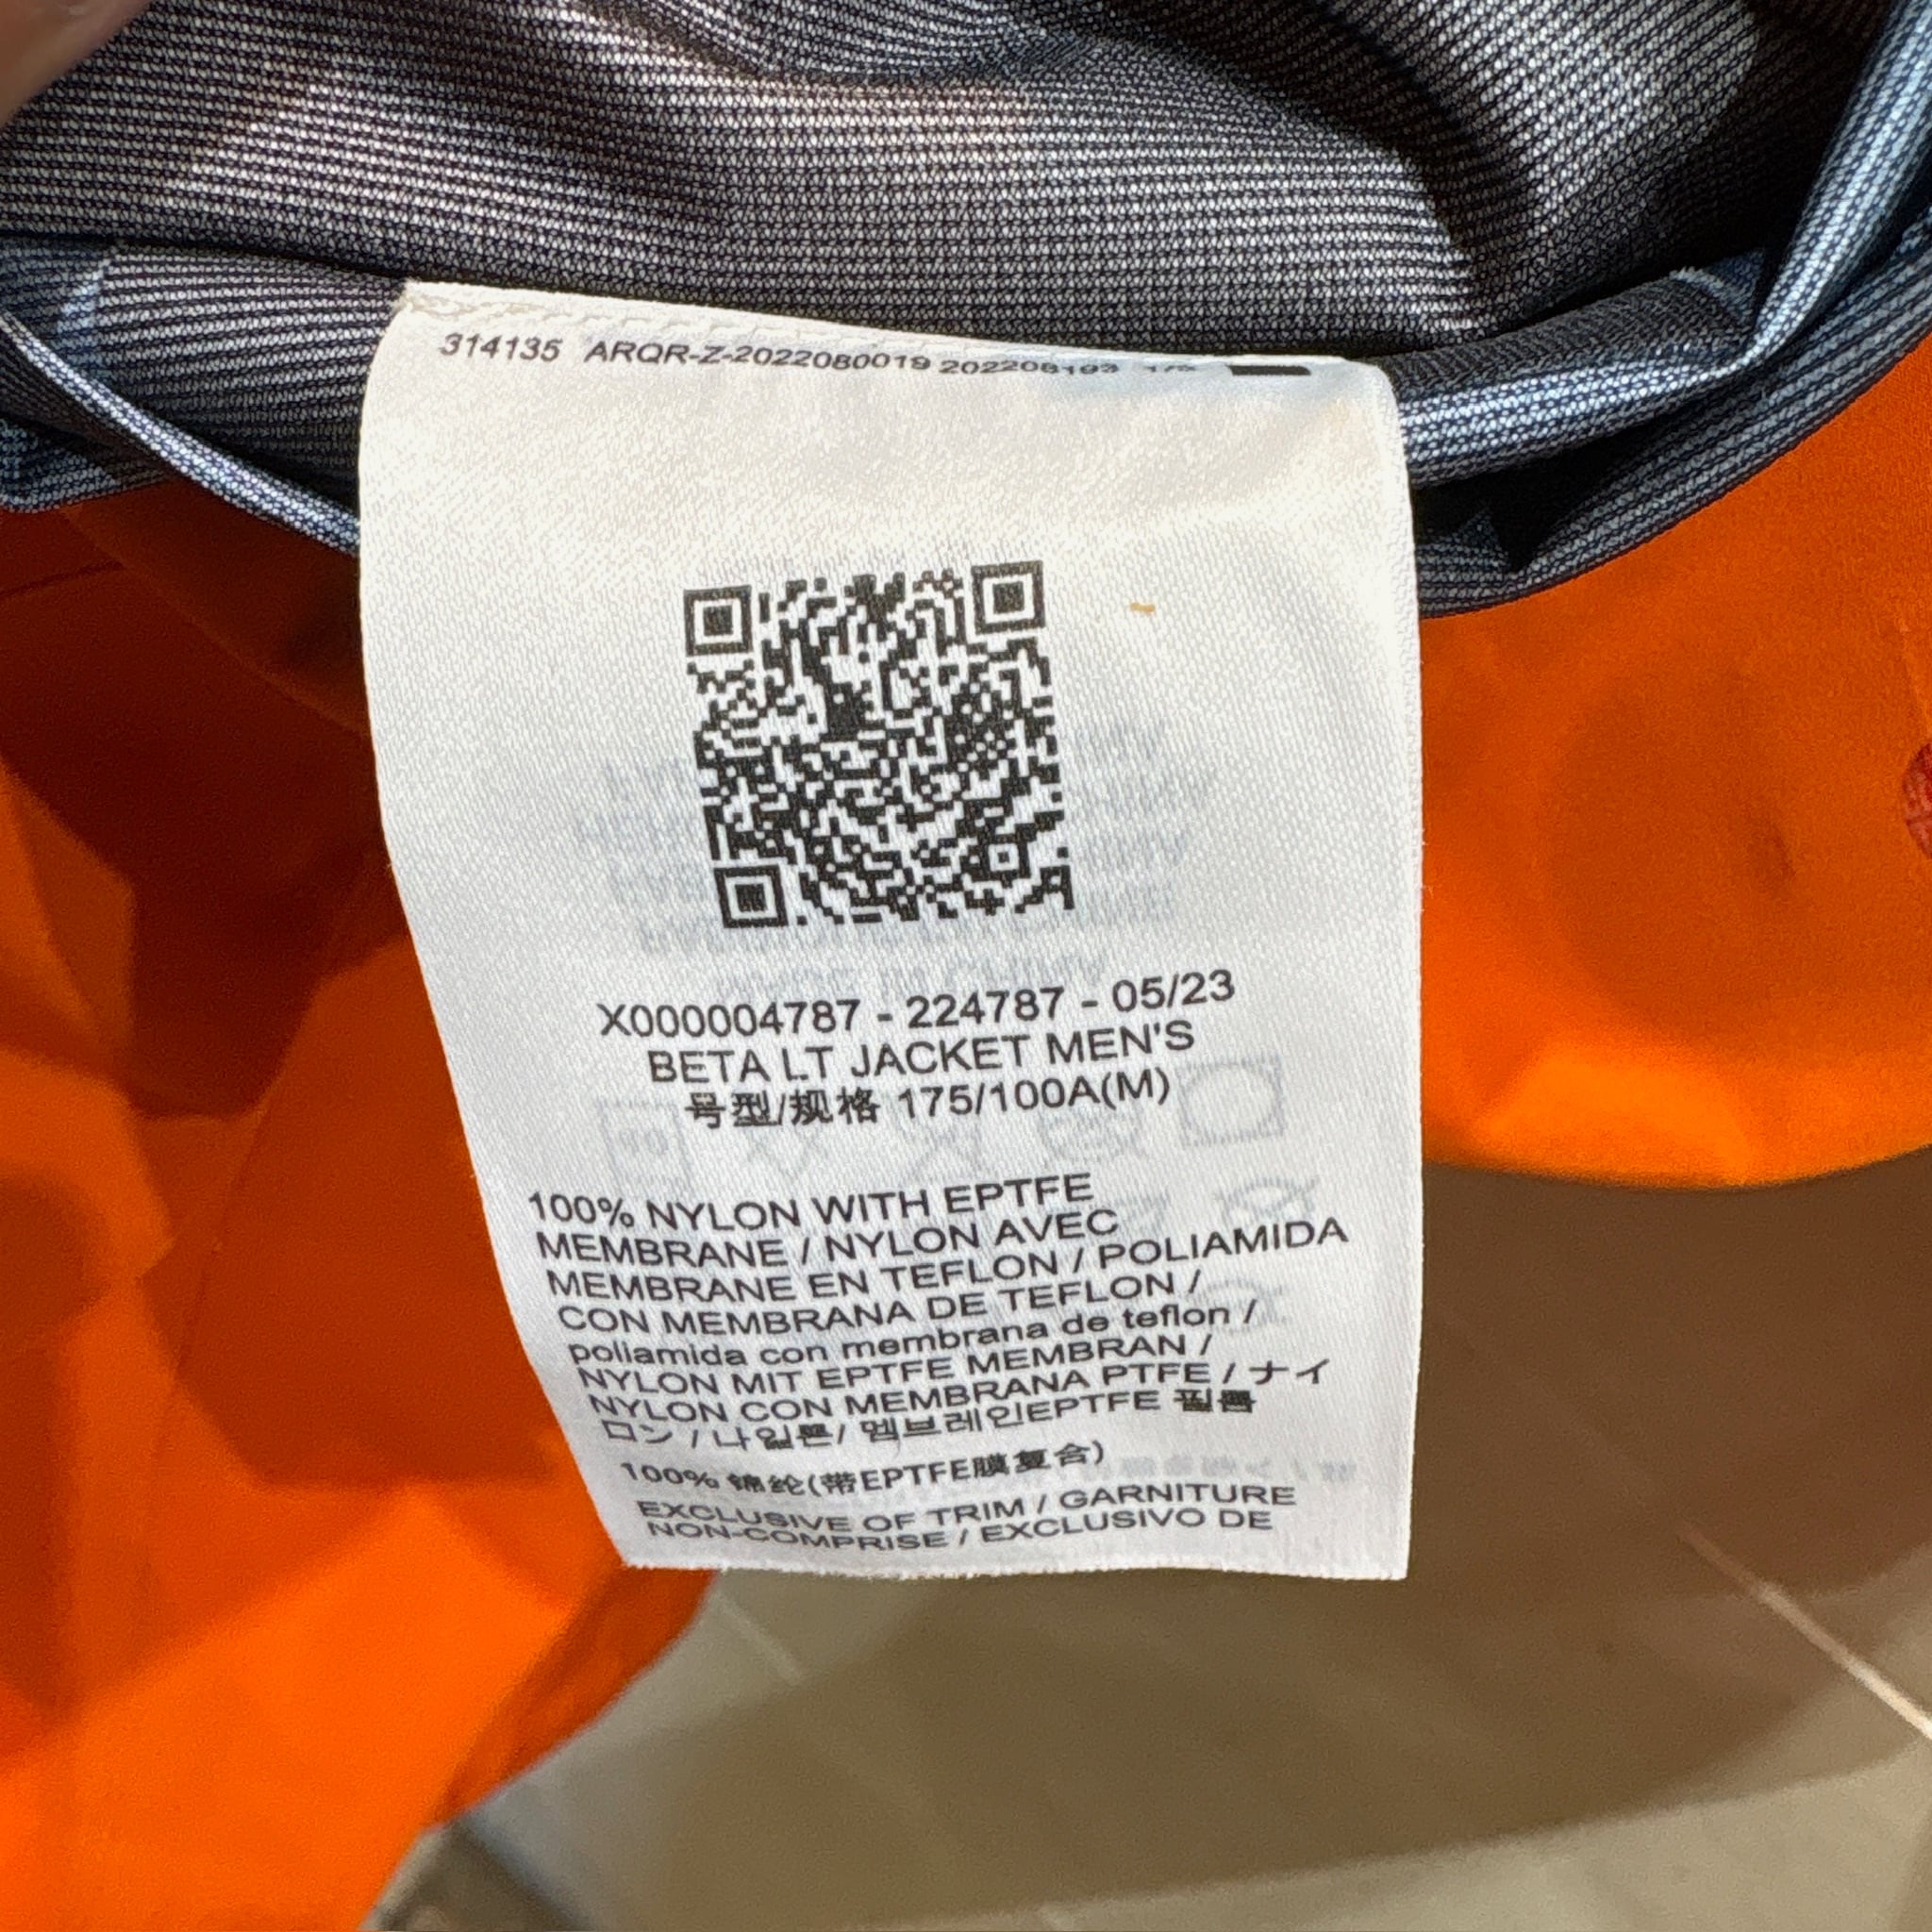 314135 ARQR-Z-2022080019 202208193
X000004787 - 224787 - 05/23
BETA LT JACKET MEN'S
号型/规格 175/100A(M)
100% NYLON WITH EPTFE
MEMBRANE / NYLON AVEC
MEMBRANE EN TEFLON / POLIAMIDA
CON MEMBRANA DE TEFLON /
poliamida con membrana de teflon /
NYLON MIT EPTFE MEMBRAN /
NYLON CON MEMBRANA PTFE / ナイ
ロン / 나일론/ 멤브레인EPTFE 필름
100% 锦纶(带EPTFE膜复合)
EXCLUSIVE OF TRIM / GARNITURE
NON-COMPRISE / EXCLUSIVO DE